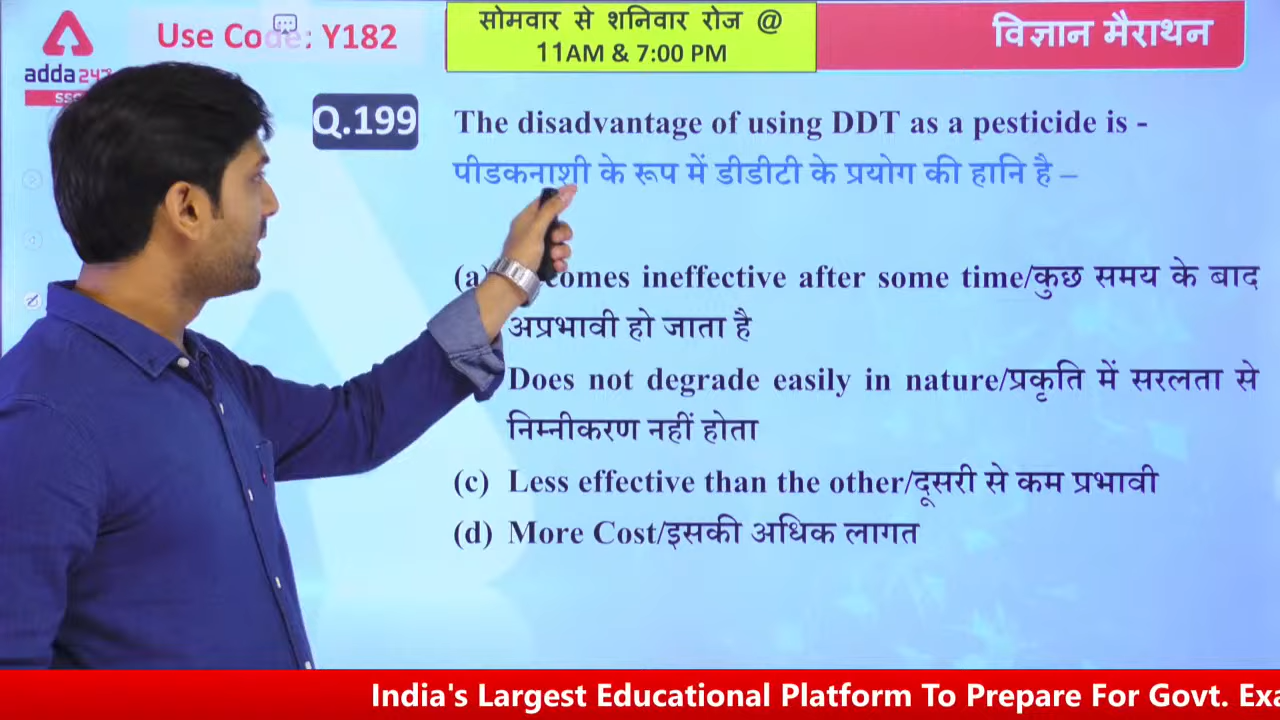 adda247
SSC
Use Code: Y182
सोमवार से शनिवार रोज @
11AM & 7:00 PM
विज्ञान मैराथन
Q.199
The disadvantage of using DDT as a pesticide is -
पीडकनाशी के रूप में डीडीटी के प्रयोग की हानि है –
(a) comes ineffective after some time/कुछ समय के बाद
अप्रभावी हो जाता है
Does not degrade easily in nature/प्रकृति में सरलता से
निम्नीकरण नहीं होता
(c) Less effective than the other/दूसरी से कम प्रभावी
(d) More Cost/इसकी अधिक लागत
India's Largest Educational Platform To Prepare For Govt. Exa